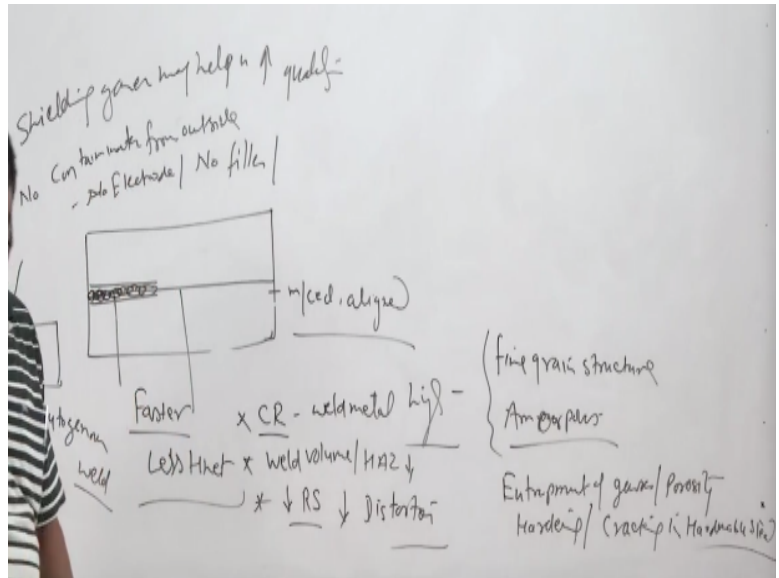 Shielding gases may help in ↑ quality
No Contamination from outside
- No Electrode / No filler /
m/ced, aligned
Faster
* CR - weld metal high -
Less Hnet * weld volume / HAZ ↓
* ↓ RS ↓ Distortion
Autogenous
weld
fine grain structure
Amorphous
Entrapment of gases / Porosity
Hardening / Cracking in Hardenable Steel